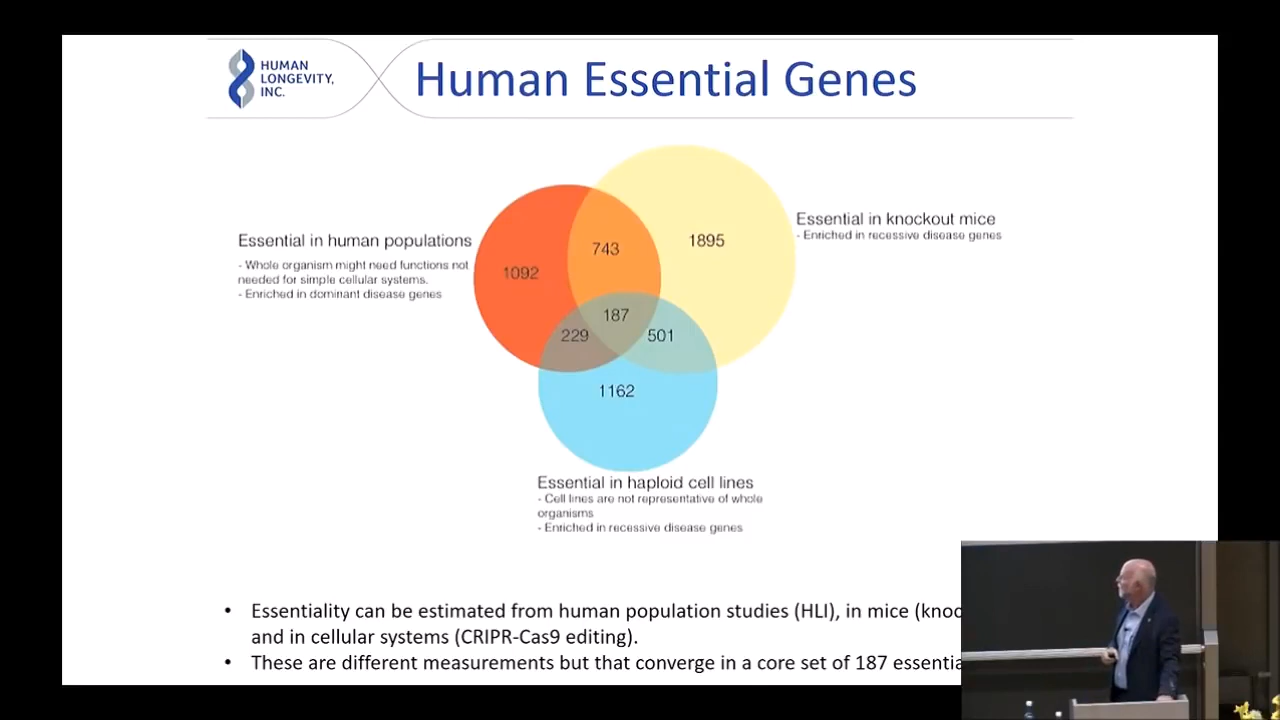 HUMAN
LONGEVITY,
INC.
Human Essential Genes
Essential in knockout mice
- Enriched in recessive disease genes
Essential in human populations
- Whole organism might need functions not
needed for simple cellular systems.
- Enriched in dominant disease genes
743
1895
1092
187
229
501
1162
Essential in haploid cell lines
- Cell lines are not representative of whole
organisms
- Enriched in recessive disease genes
• Essentiality can be estimated from human population studies (HLI), in mice
and in cellular systems (CRIPR-Cas9 editing).
• These are different measurements but that converge in a core set of 187